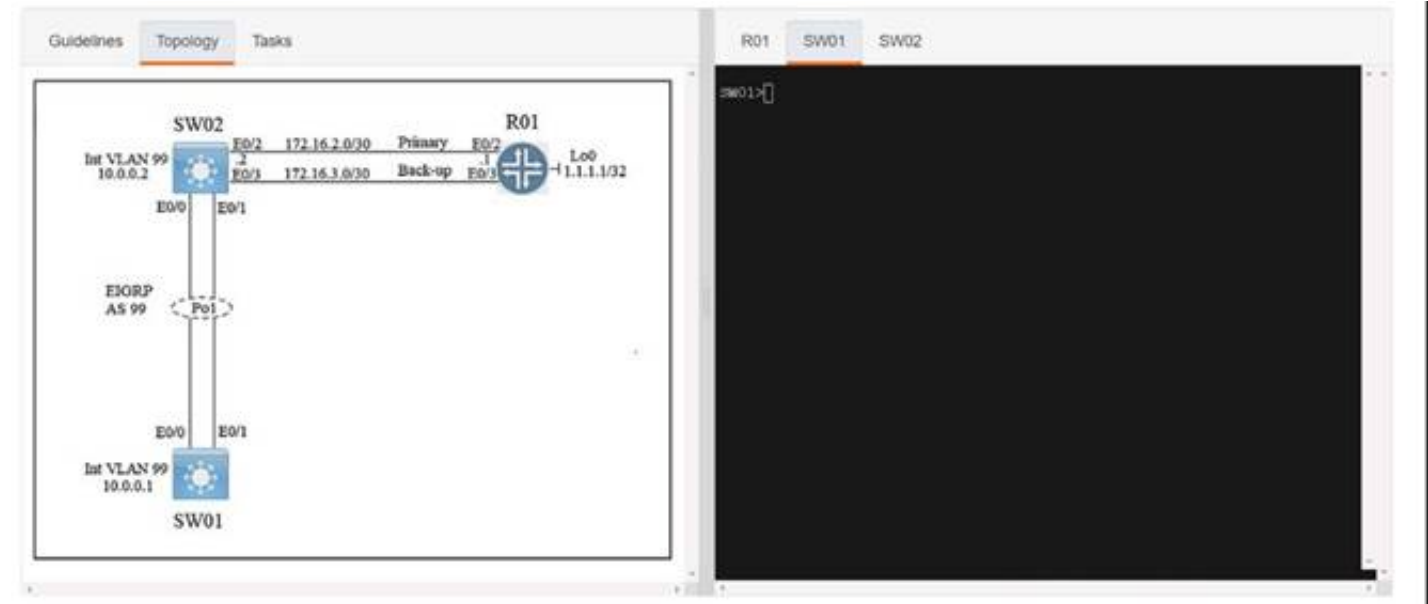 Guidelines Topology Tasks
R01 SW01 SW02
SW01>
SW02
R01
E0/2 172.16.2.0/30 Primary E0/2
Int VLAN 99
10.0.0.2
.2
.1
Lo0
1.1.1.1/32
E0/3 172.16.3.0/30 Back-up E0/3
E0/0 E0/1
EIGRP
AS 99
Po1
E0/0 E0/1
Int VLAN 99
10.0.0.1
SW01